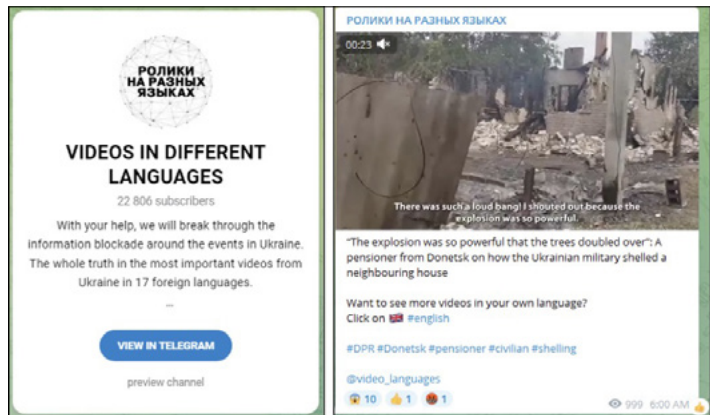 РОЛИКИ
НА РАЗНЫХ
ЯЗЫКАХ
VIDEOS IN DIFFERENT
LANGUAGES
22 806 subscribers
With your help, we will break through the
information blockade around the events in Ukraine.
The whole truth in the most important videos from
Ukraine in 17 foreign languages.
...
VIEW IN TELEGRAM
preview channel
РОЛИКИ НА РАЗНЫХ ЯЗЫКАХ
00:23
There was such a loud bang! I shouted out because the
explosion was so powerful.
"The explosion was so powerful that the trees doubled over": A
pensioner from Donetsk on how the Ukrainian military shelled a
neighbouring house
Want to see more videos in your own language?
Click on 🇬🇧 #english
#DPR #Donetsk #pensioner #civilian #shelling
@video_languages
😨 10 👍 1 🤬 1
999 6:00 AM